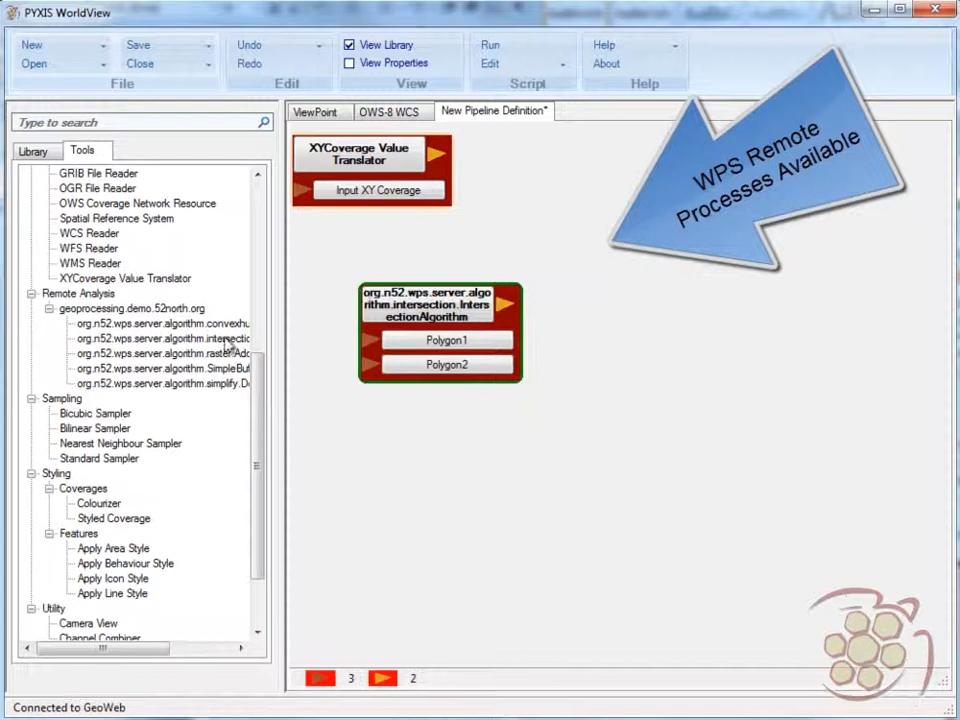 PYXIS WorldView
New
Save
Undo
View Library
Run
Help
Open
Close
Redo
View Properties
Edit
About
File
Edit
View
Script
Help
Type to search
Library
Tools
GRIB File Reader
OGR File Reader
OWS Coverage Network Resource
Spatial Reference System
WCS Reader
WFS Reader
WMS Reader
XYCoverage Value Translator
Remote Analysis
geoprocessing.demo.52north.org
org.n52.wps.server.algorithm.convexhu
org.n52.wps.server.algorithm.intersectio
org.n52.wps.server.algorithm.raster.Adc
org.n52.wps.server.algorithm.SimpleBuf
org.n52.wps.server.algorithm.simplify.Do
Sampling
Bicubic Sampler
Bilinear Sampler
Nearest Neighbour Sampler
Standard Sampler
Styling
Coverages
Colourizer
Styled Coverage
Features
Apply Area Style
Apply Behaviour Style
Apply Icon Style
Apply Line Style
Utility
Camera View
Channel Combiner
ViewPoint
OWS-8 WCS
New Pipeline Definition*
XYCoverage Value
Translator
Input XY Coverage
org.n52.wps.server.algo
rithm.intersection.Inters
ectionAlgorithm
Polygon1
Polygon2
WPS Remote
Processes Available
3
2
Connected to GeoWeb